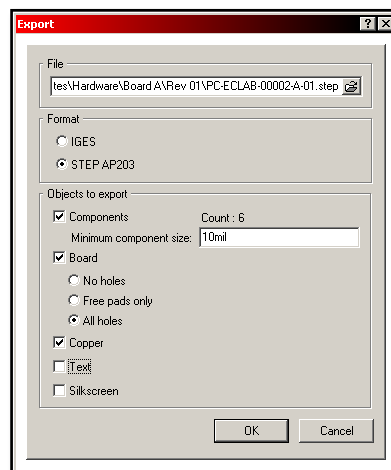 Export
File
tes\Hardware\Board A\Rev 01\PC-ECLAB-00002-A-01.step
Format
IGES
STEP AP203
Objects to export
Components Count : 6
Minimum component size: 10mil
Board
No holes
Free pads only
All holes
Copper
Text
Silkscreen
OK Cancel